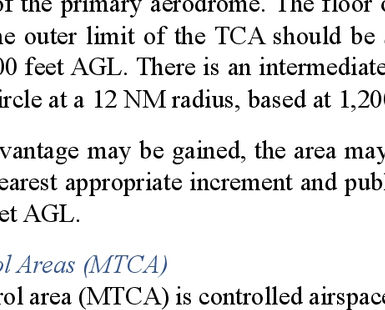 of the primary aerodrome. The floor
outer limit of the TCA should be
00 feet AGL. There is an intermediate
ircle at a 12 NM radius, based at 1,20
vantage may be gained, the area may
earest appropriate increment and publ
et AGL.
ol Areas (MTCA)
rol area (MTCA) is controlled airspace